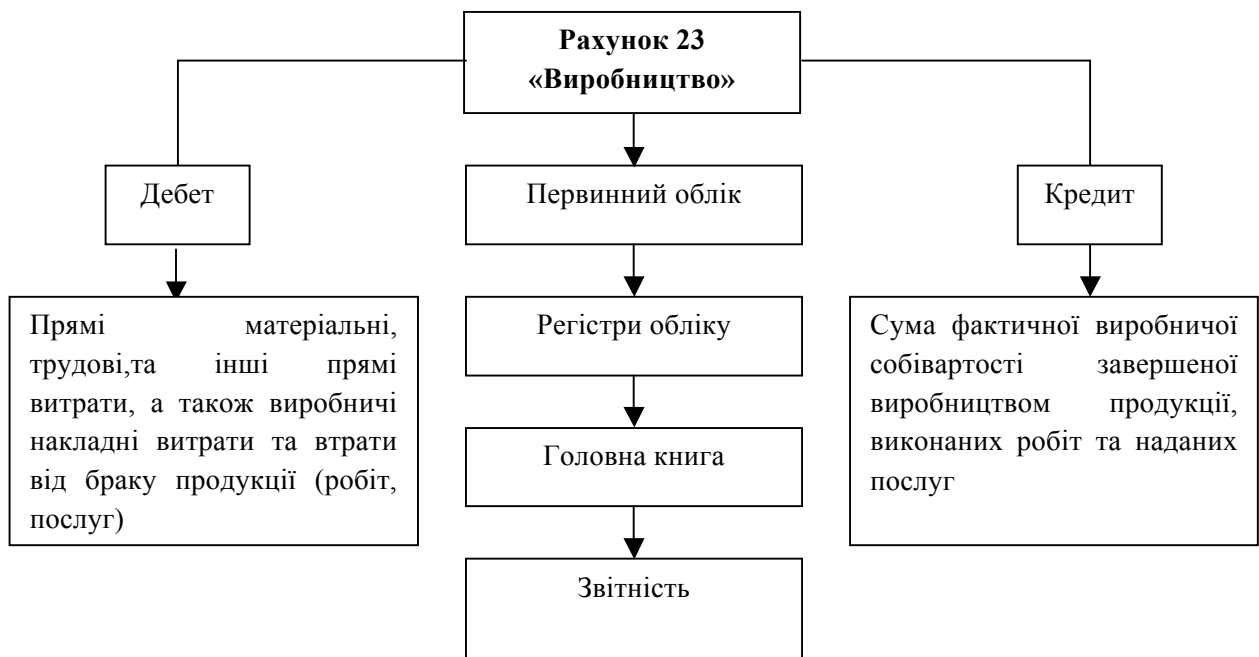 Рахунок 23
«Виробництво»
Дебет
Первинний облік
Кредит
Прямі матеріальні,
трудові,та інші прямі
витрати, а також виробничі
накладні витрати та втрати
від браку продукції (робіт,
послуг)
Регістри обліку
Головна книга
Звітність
Сума фактичної виробничої
собівартості завершеної
виробництвом продукції,
виконаних робіт та наданих
послуг